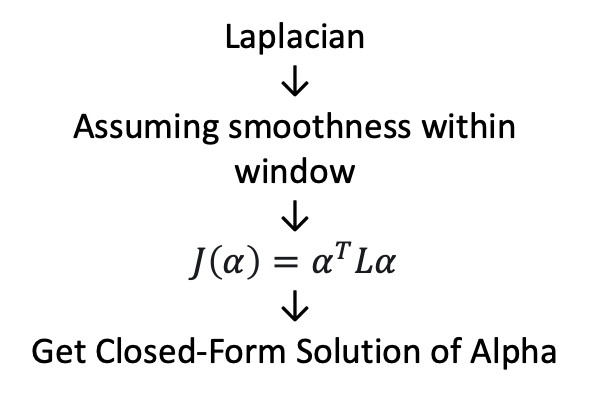 Laplacian
↓
Assuming smoothness within
window
↓
J(α) = α^T Lα
↓
Get Closed-Form Solution of Alpha